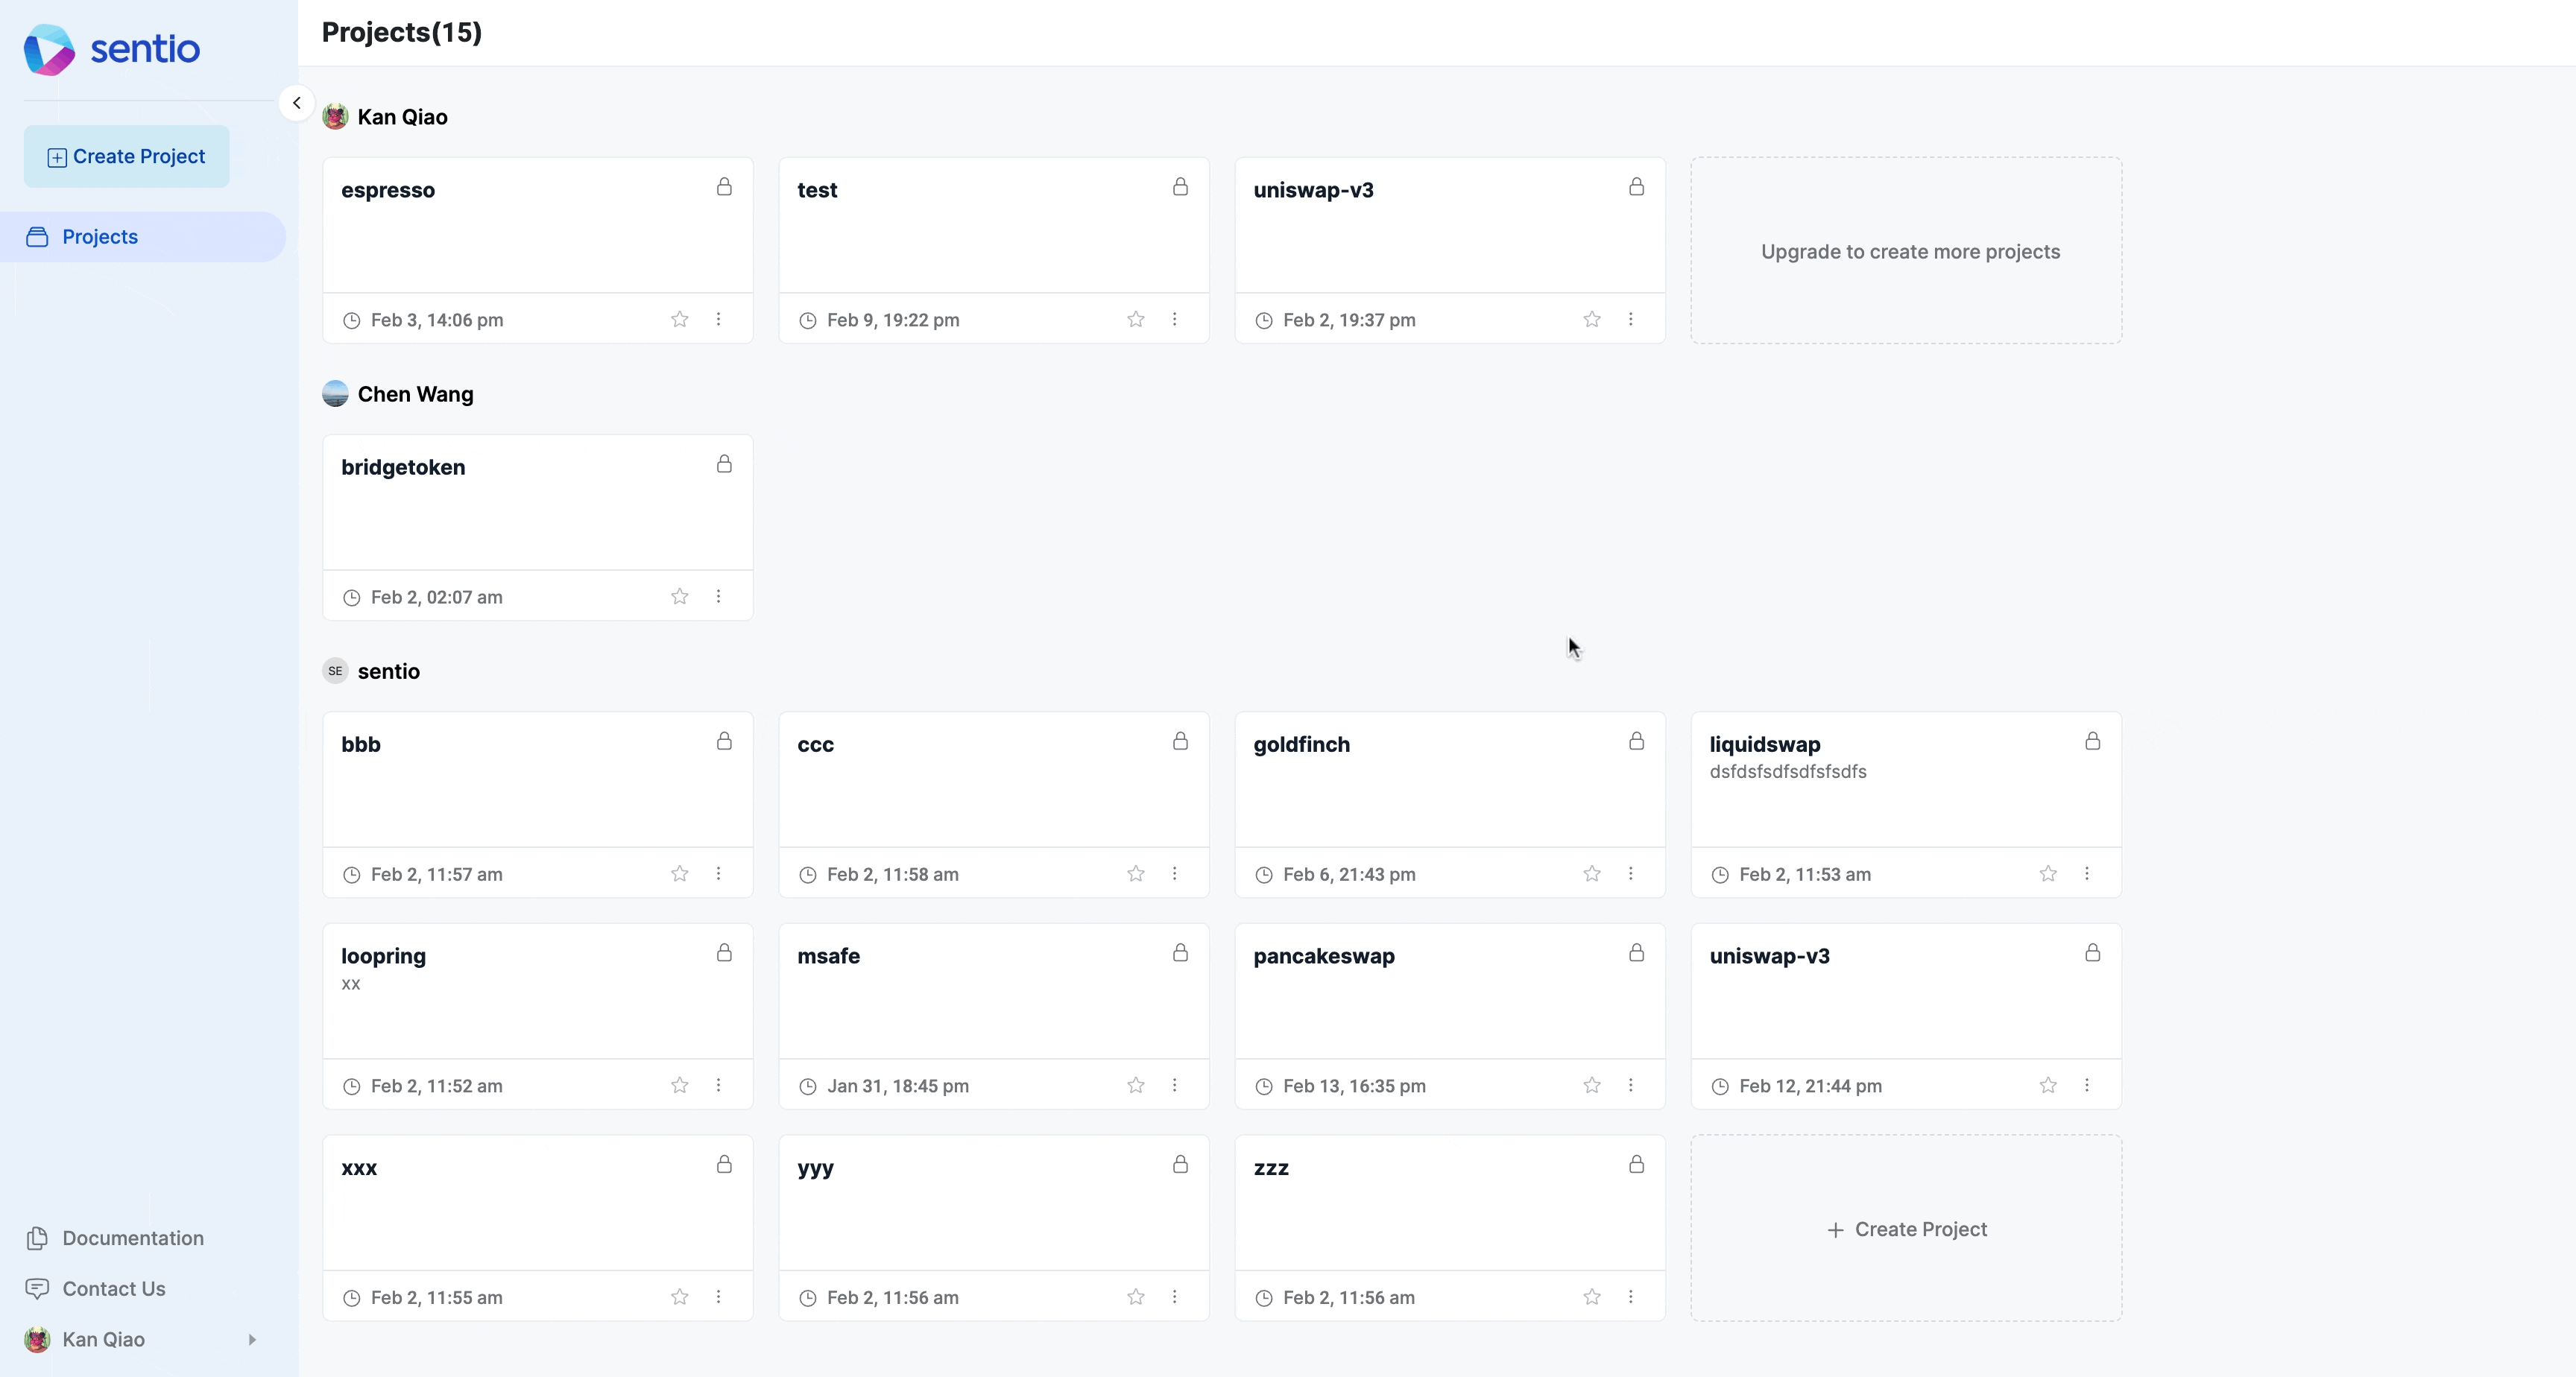 sentio
Projects(15)
Create Project
Projects
Kan Qiao
espresso
Feb 3, 14:06 pm
test
Feb 9, 19:22 pm
uniswap-v3
Feb 2, 19:37 pm
Upgrade to create more projects
Chen Wang
bridgetoken
Feb 2, 02:07 am
SE sentio
bbb
Feb 2, 11:57 am
ccc
Feb 2, 11:58 am
goldfinch
Feb 6, 21:43 pm
liquidswap
dsfdsfsdfsdfsfsdfs
Feb 2, 11:53 am
loopring
xx
Feb 2, 11:52 am
msafe
Jan 31, 18:45 pm
pancakeswap
Feb 13, 16:35 pm
uniswap-v3
Feb 12, 21:44 pm
xxx
Feb 2, 11:55 am
yyy
Feb 2, 11:56 am
zzz
Feb 2, 11:56 am
+ Create Project
Documentation
Contact Us
Kan Qiao